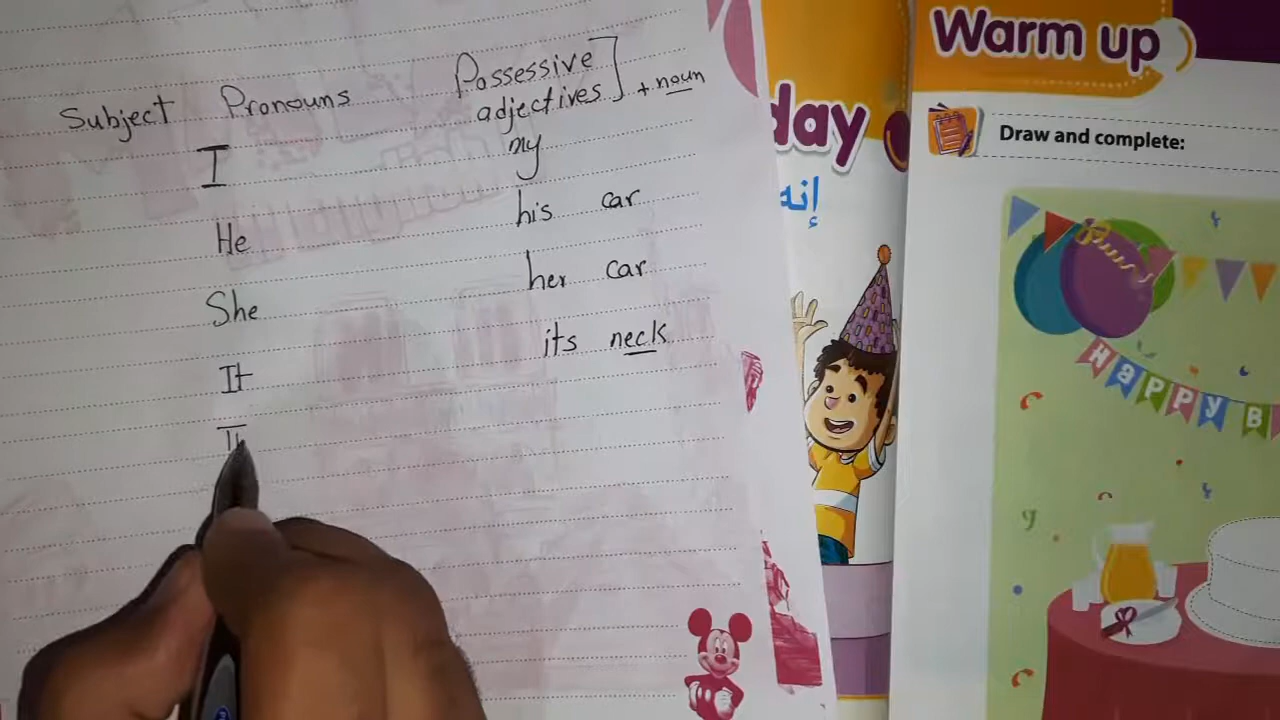 Subject Pronouns
Possessive
adjectives + noun
I my
He his car
She her car
It its neck
day
إنه
Warm up
Draw and complete:
HAPPY B